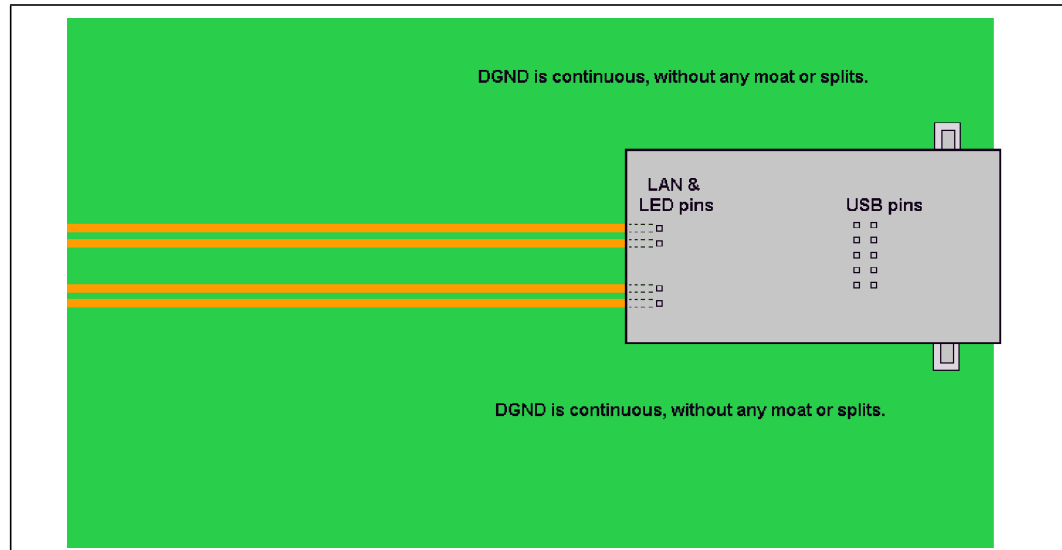 DGND is continuous, without any moat or splits.
LAN &
LED pins
USB pins
DGND is continuous, without any moat or splits.